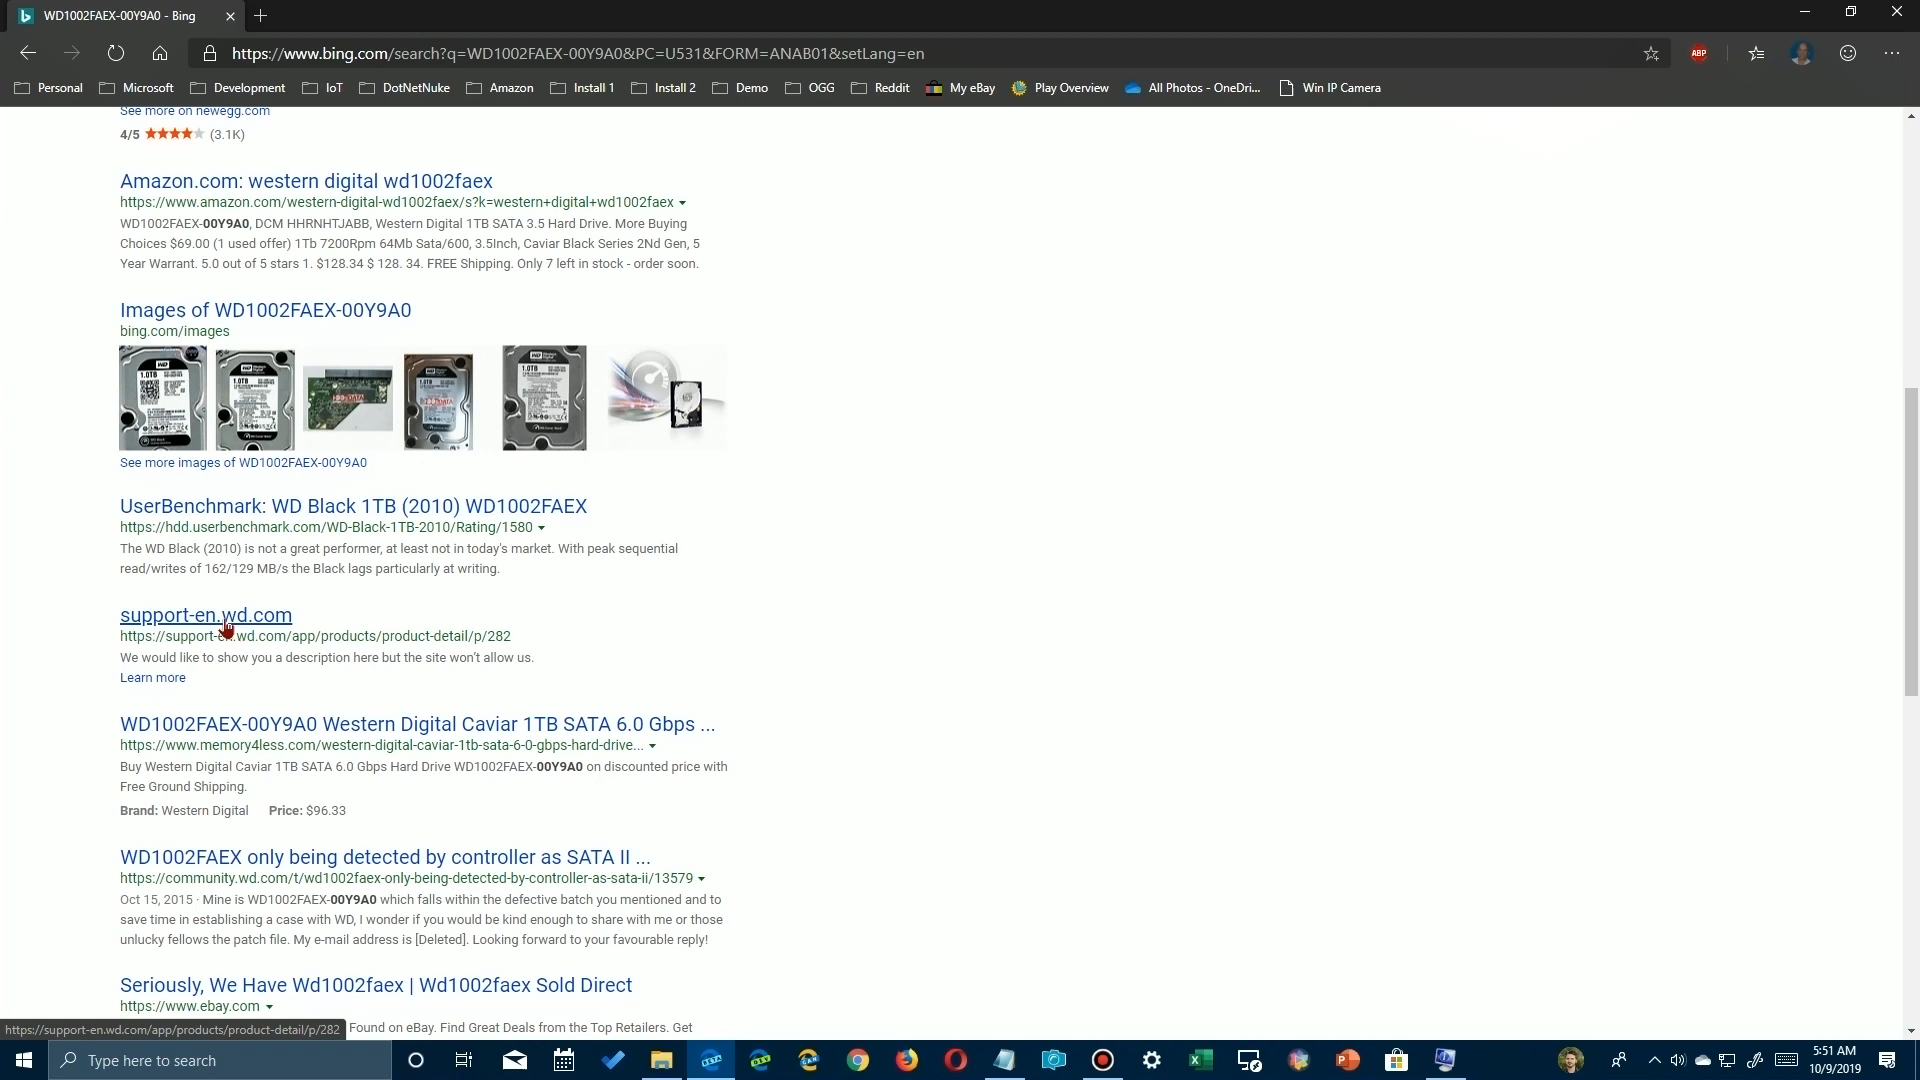 WD1002FAEX-00Y9A0 - Bing
https://www.bing.com/search?q=WD1002FAEX-00Y9A0&PC=U531&FORM=ANAB01&setLang=en
ABP
Personal Microsoft Development IoT DotNetNuke Amazon Install 1 Install 2 Demo OGG Reddit My eBay Play Overview All Photos - OneDri... Win IP Camera
See more on newegg.com
4/5 (3.1K)
Amazon.com: western digital wd1002faex
https://www.amazon.com/western-digital-wd1002faex/s?k=western+digital+wd1002faex
WD1002FAEX-00Y9A0, DCM HHRNHTJABB, Western Digital 1TB SATA 3.5 Hard Drive. More Buying
Choices $69.00 (1 used offer) 1Tb 7200Rpm 64Mb Sata/600, 3.5Inch, Caviar Black Series 2Nd Gen, 5
Year Warrant. 5.0 out of 5 stars 1. $128.34 $ 128. 34. FREE Shipping. Only 7 left in stock - order soon.
Images of WD1002FAEX-00Y9A0
bing.com/images
1.0TB 1.0TB 1.0TB 1.0TB
See more images of WD1002FAEX-00Y9A0
UserBenchmark: WD Black 1TB (2010) WD1002FAEX
https://hdd.userbenchmark.com/WD-Black-1TB-2010/Rating/1580
The WD Black (2010) is not a great performer, at least not in today's market. With peak sequential
read/writes of 162/129 MB/s the Black lags particularly at writing.
support-en.wd.com
https://support-en.wd.com/app/products/product-detail/p/282
We would like to show you a description here but the site won't allow us.
Learn more
WD1002FAEX-00Y9A0 Western Digital Caviar 1TB SATA 6.0 Gbps ...
https://www.memory4less.com/western-digital-caviar-1tb-sata-6-0-gbps-hard-drive...
Buy Western Digital Caviar 1TB SATA 6.0 Gbps Hard Drive WD1002FAEX-00Y9A0 on discounted price with
Free Ground Shipping.
Brand: Western Digital Price: $96.33
WD1002FAEX only being detected by controller as SATA II ...
https://community.wd.com/t/wd1002faex-only-being-detected-by-controller-as-sata-ii/13579
Oct 15, 2015 · Mine is WD1002FAEX-00Y9A0 which falls within the defective batch you mentioned and to
save time in establishing a case with WD, I wonder if you would be kind enough to share with me or those
unlucky fellows the patch file. My e-mail address is [Deleted]. Looking forward to your favourable reply!
Seriously, We Have Wd1002faex | Wd1002faex Sold Direct
https://www.ebay.com
https://support-en.wd.com/app/products/product-detail/p/282 Found on eBay. Find Great Deals from the Top Retailers. Get
Type here to search
BETA DEV CAN
5:51 AM
10/9/2019